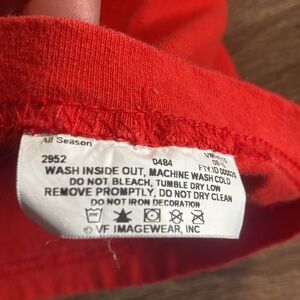 All Season
2952 0484
WASH INSIDE OUT, MACHINE WASH COLD
DO NOT BLEACH, TUMBLE DRY LOW
REMOVE PROMPTLY, DO NOT DRY CLEAN
DO NOT IRON DECORATION
© VF IMAGEWEAR, INC